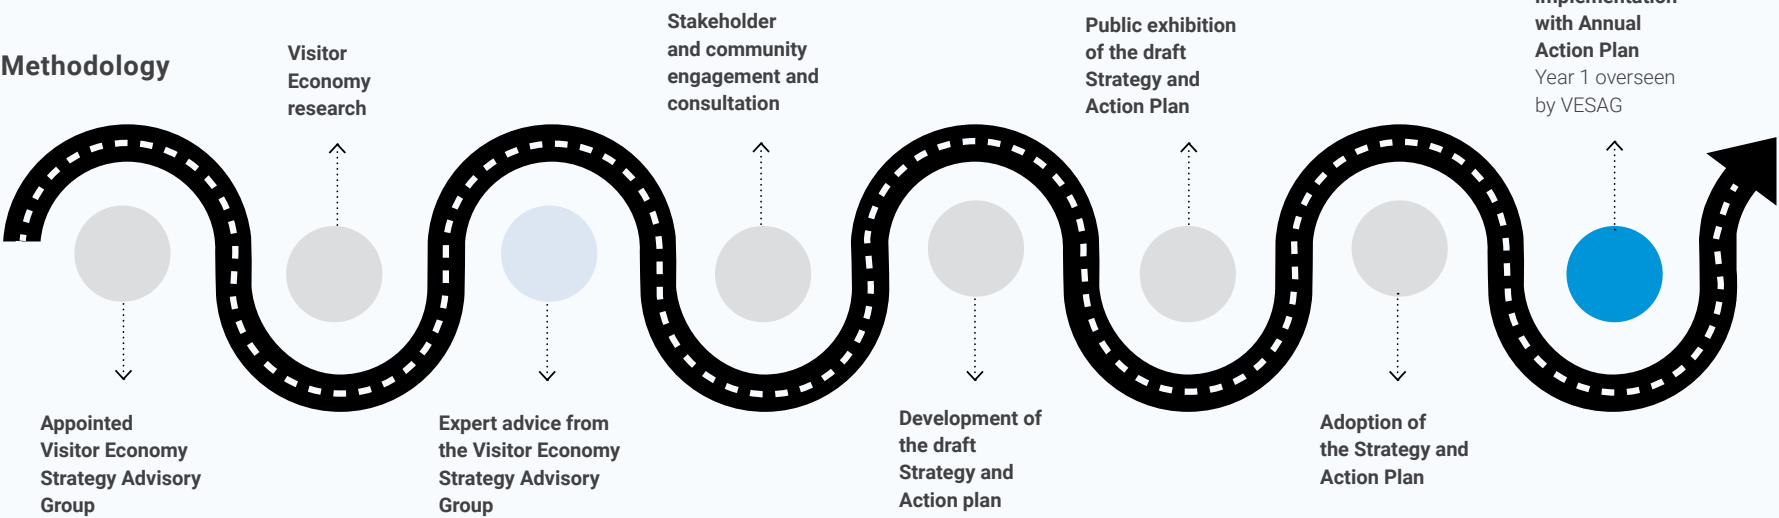 Methodology
Appointed
Visitor Economy
Strategy Advisory
Group
Visitor
Economy
research
Expert advice from
the Visitor Economy
Strategy Advisory
Group
Stakeholder
and community
engagement and
consultation
Development of
the draft
Strategy and
Action plan
Public exhibition
of the draft
Strategy and
Action Plan
Adoption of
the Strategy and
Action Plan
Implementation
with Annual
Action Plan
Year 1 overseen
by VESAG